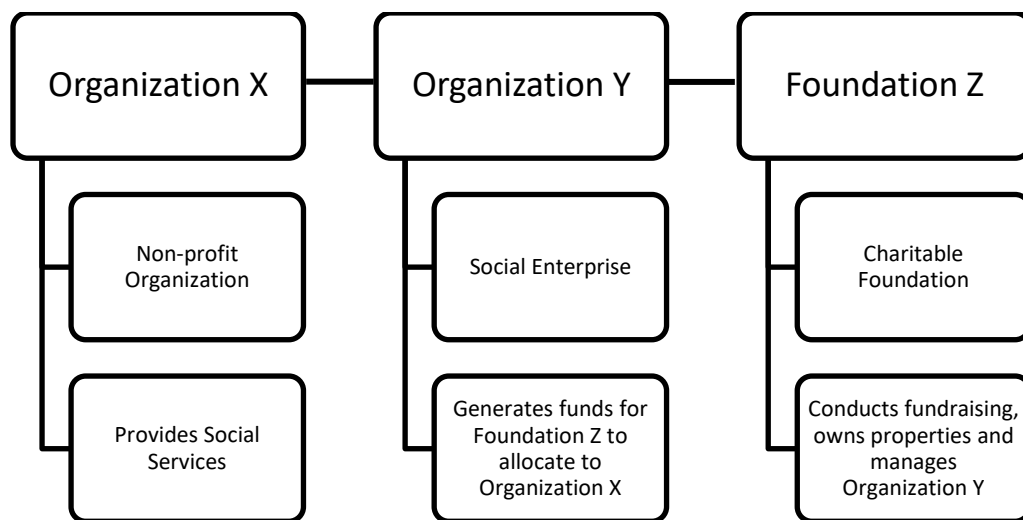 Organization X
Organization Y
Foundation Z
Non-profit
Organization
Social Enterprise
Charitable
Foundation
Provides Social
Services
Generates funds for
Foundation Z to
allocate to
Organization X
Conducts fundraising,
owns properties and
manages
Organization Y